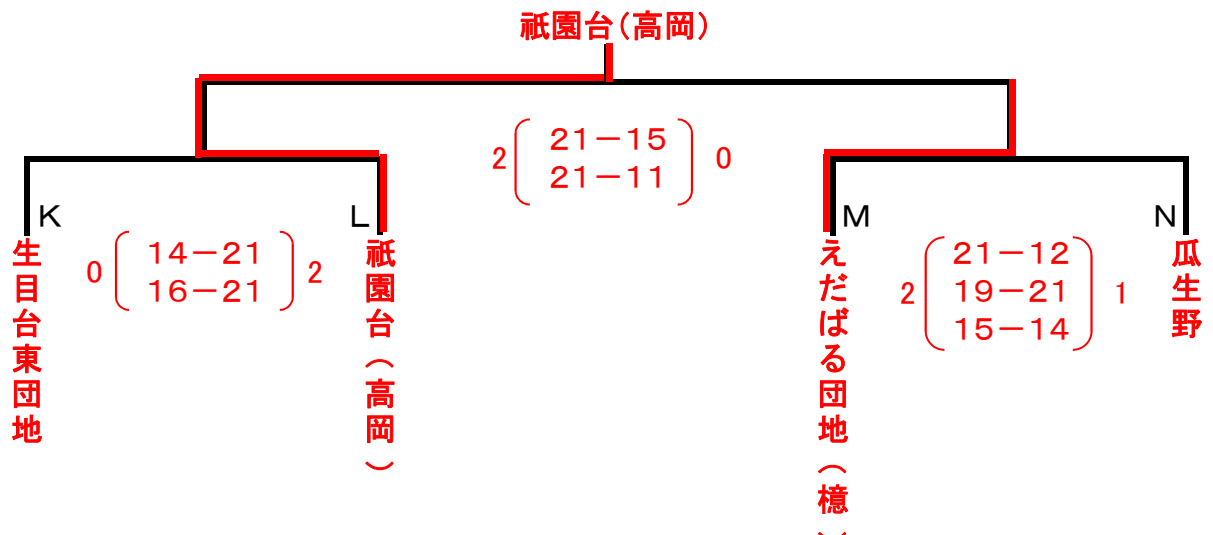 祇園台（高岡）
2 21－15 0
21－11
K
L
M
N
生目台東団地
0 14－21 2
16－21
祇園台（高岡）
えだばる団地（檍）
2 21－12 1
19－21
15－14
瓜生野